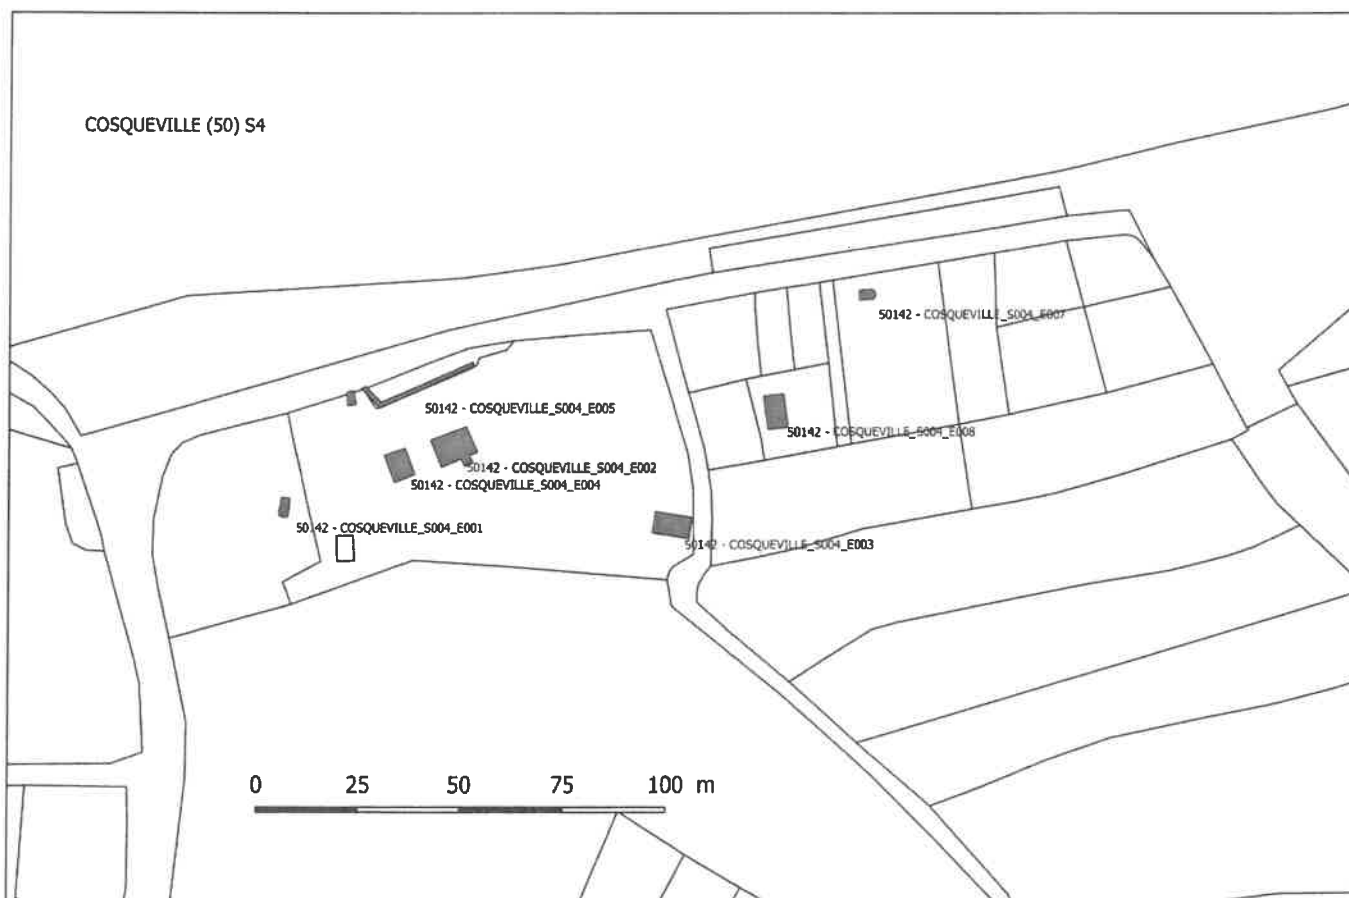 COSQUEVILLE (50) S4
50142 - COSQUEVILLE_S004_E007
50142 - COSQUEVILLE_S004_E005
50142 - COSQUEVILLE_S004_E008
50142 - COSQUEVILLE_S004_E002
50142 - COSQUEVILLE_S004_E004
50142 - COSQUEVILLE_S004_E001
50142 - COSQUEVILLE_S004_E003
0 25 50 75 100 m